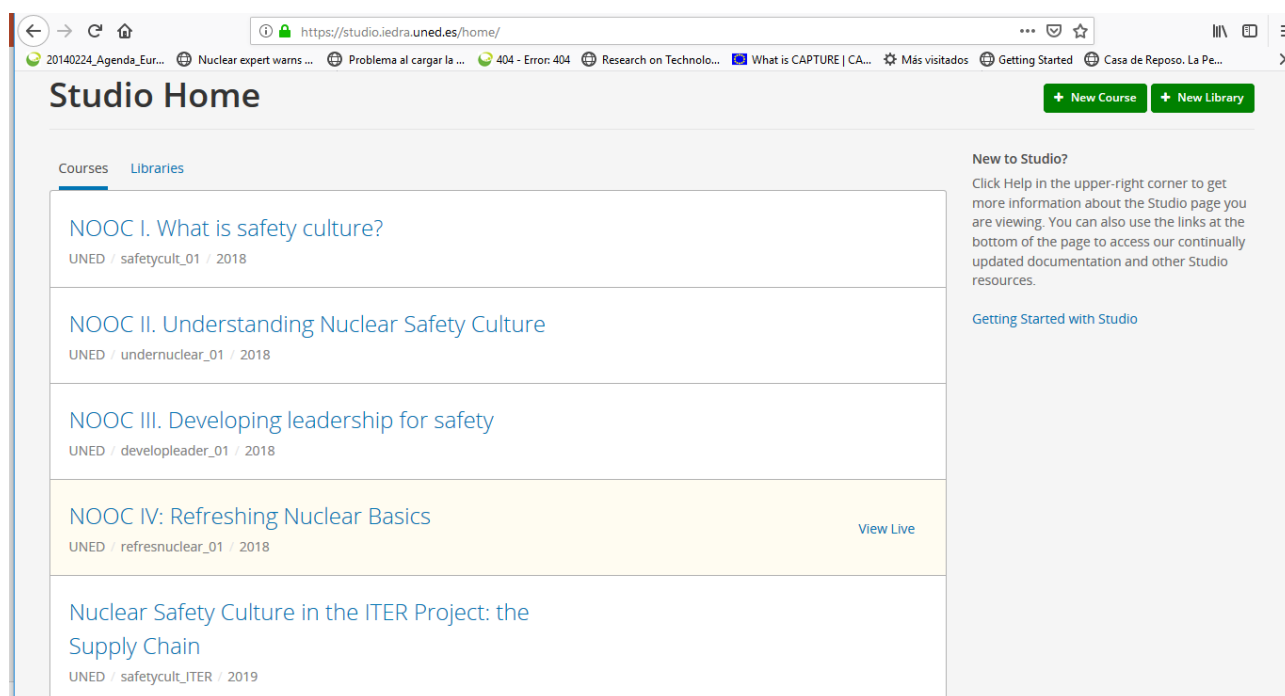 https://studio.iedra.uned.es/home/
20140224_Agenda_Eur... Nuclear expert warns ... Problema al cargar la ... 404 - Error: 404 Research on Technolo... What is CAPTURE | CA... Más visitados Getting Started Casa de Reposo. La Pe...
Studio Home
+ New Course + New Library
Courses Libraries
NOOC I. What is safety culture?
UNED / safetycult_01 / 2018
NOOC II. Understanding Nuclear Safety Culture
UNED / undernuclear_01 / 2018
NOOC III. Developing leadership for safety
UNED / developleader_01 / 2018
NOOC IV: Refreshing Nuclear Basics
UNED / refresnuclear_01 / 2018
View Live
Nuclear Safety Culture in the ITER Project: the
Supply Chain
UNED / safetycult_ITER / 2019
New to Studio?
Click Help in the upper-right corner to get
more information about the Studio page you
are viewing. You can also use the links at the
bottom of the page to access our continually
updated documentation and other Studio
resources.
Getting Started with Studio